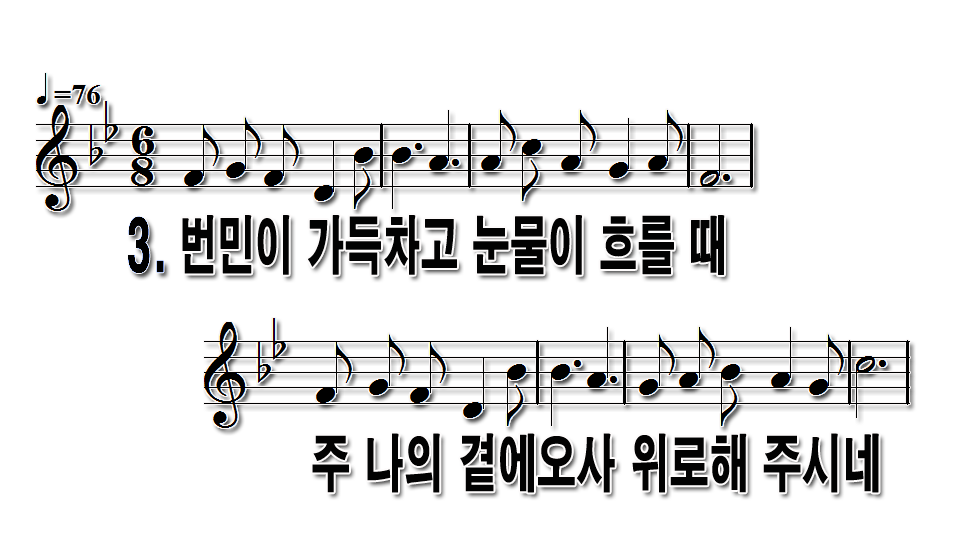 ♩=76
6
8
3. 번민이 가득차고 눈물이 흐를 때
주 나의 곁에오사 위로해 주시네